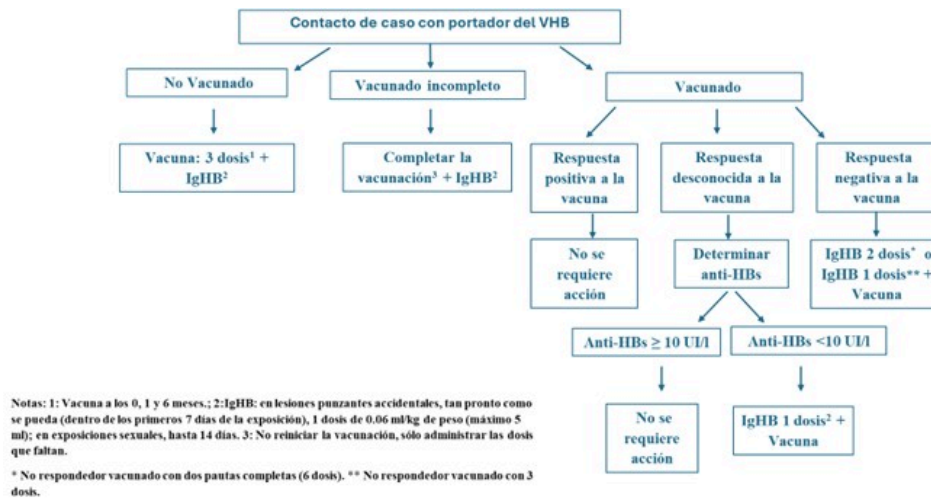 Contacto de caso con portador del VHB
No Vacunado
Vacunado incompleto
Vacunado
Vacuna: 3 dosis¹ +
IgHB²
Completar la
vacunación³ + IgHB²
Respuesta
positiva a la
vacuna
Respuesta
desconocida a la
vacuna
Respuesta
negativa a la
vacuna
No se
requiere
acción
Determinar
anti-HBs
IgHB 2 dosis* o
IgHB 1 dosis** +
Vacuna
Anti-HBs ≥ 10 UI/l
Anti-HBs <10 UI/l
No se
requiere
acción
IgHB 1 dosis² +
Vacuna
Notas: 1: Vacuna a los 0, 1 y 6 meses.; 2:IgHB: en lesiones punzantes accidentales, tan pronto como
se pueda (dentro de los primeros 7 días de la exposición), 1 dosis de 0.06 ml/kg de peso (máximo 5
ml); en exposiciones sexuales, hasta 14 días. 3: No reiniciar la vacunación, sólo administrar las dosis
que faltan.
* No respondedor vacunado con dos pautas completas (6 dosis). ** No respondedor vacunado con 3
dosis.